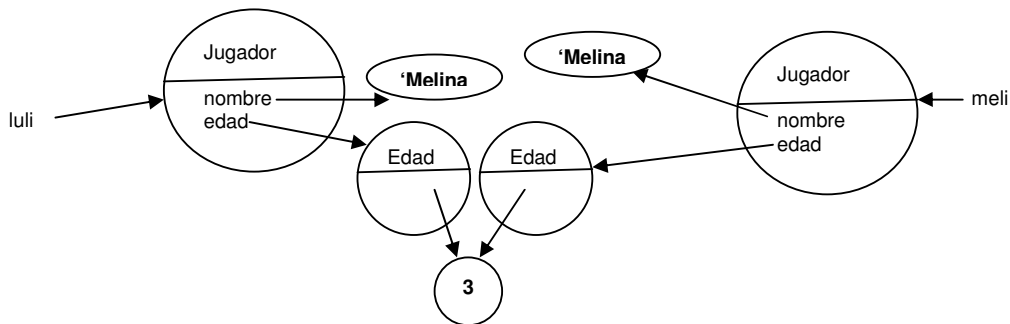 Jugador
nombre
edad
luli
‘Melina
‘Melina
Jugador
nombre
edad
meli
Edad
Edad
3